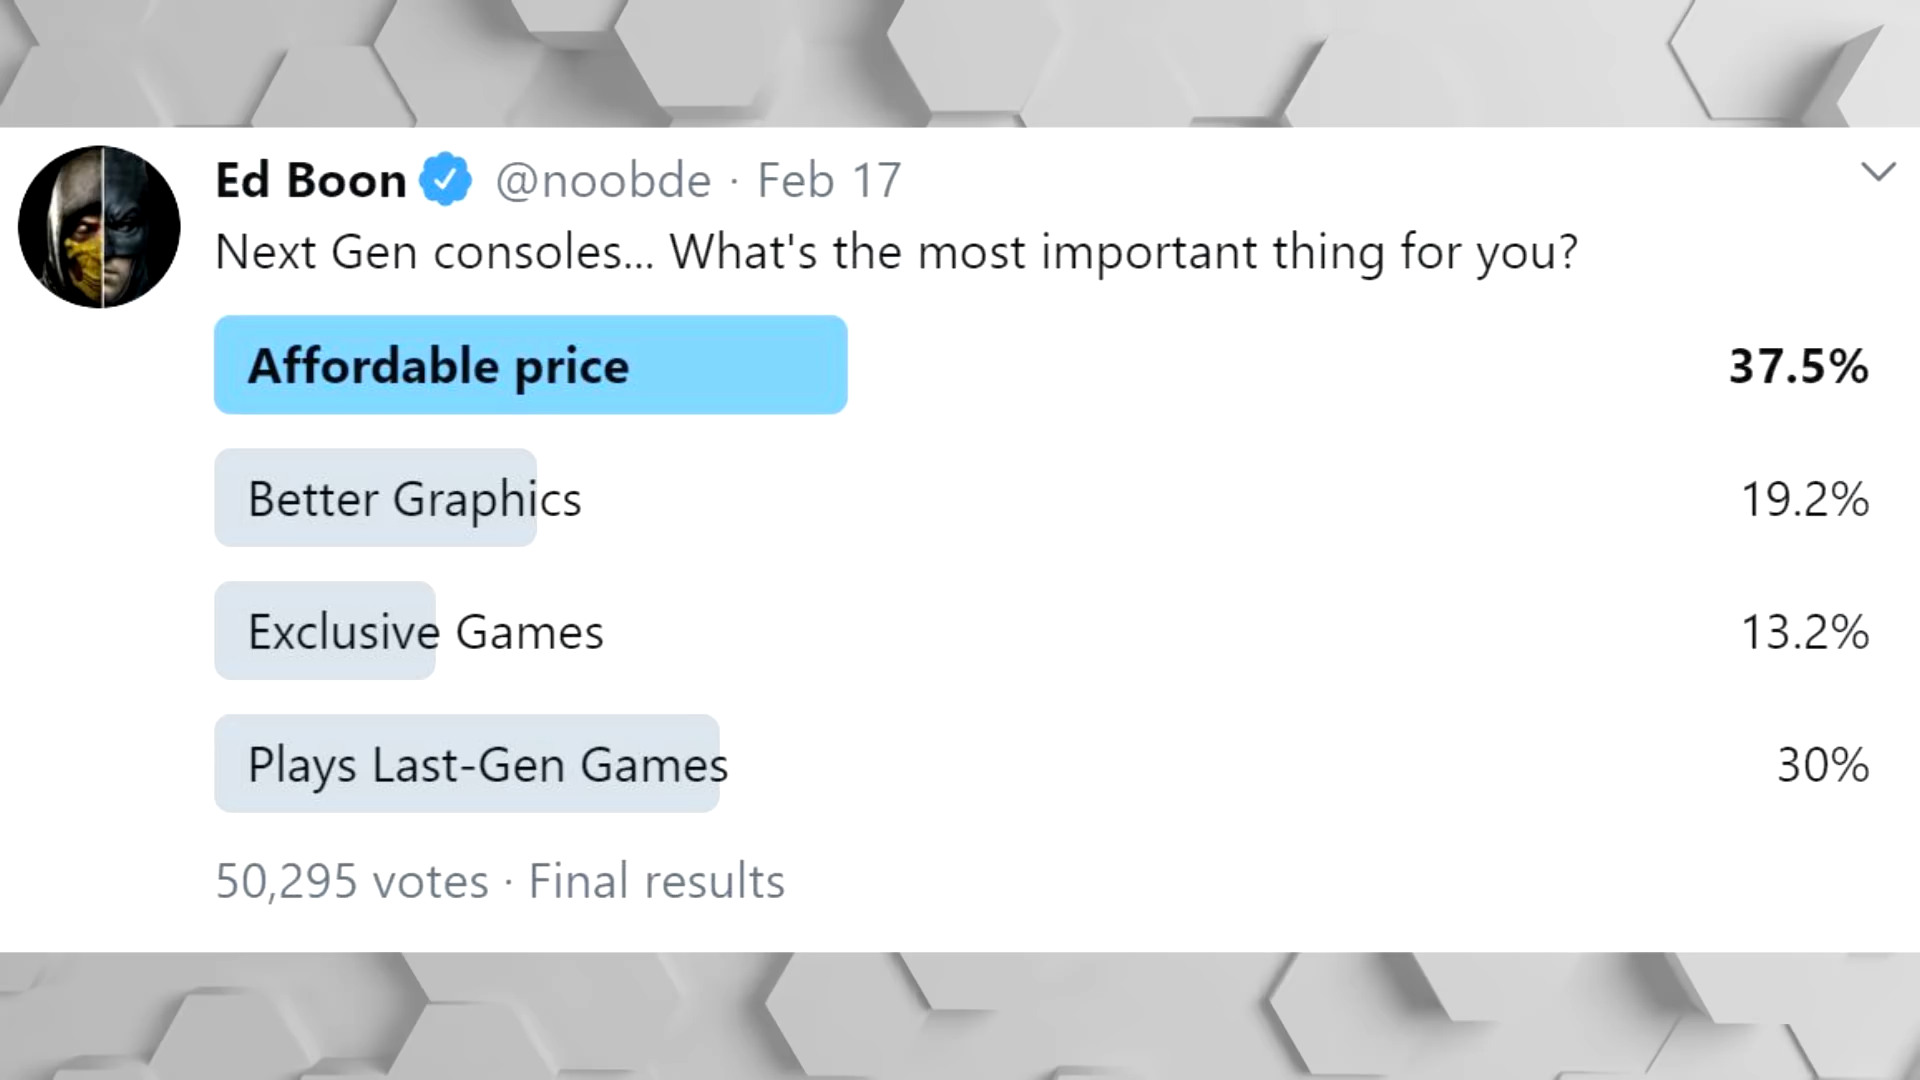 Ed Boon @noobde · Feb 17
Next Gen consoles... What's the most important thing for you?
Affordable price 37.5%
Better Graphics 19.2%
Exclusive Games 13.2%
Plays Last-Gen Games 30%
50,295 votes · Final results